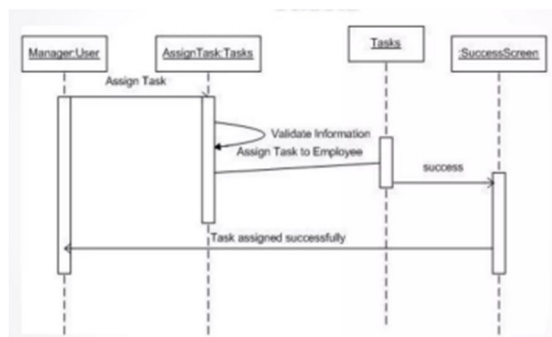 Manager:User
AssignTask:Tasks
Tasks
:SuccessScreen
Assign Task
Validate Information
Assign Task to Employee
success
Task assigned successfully